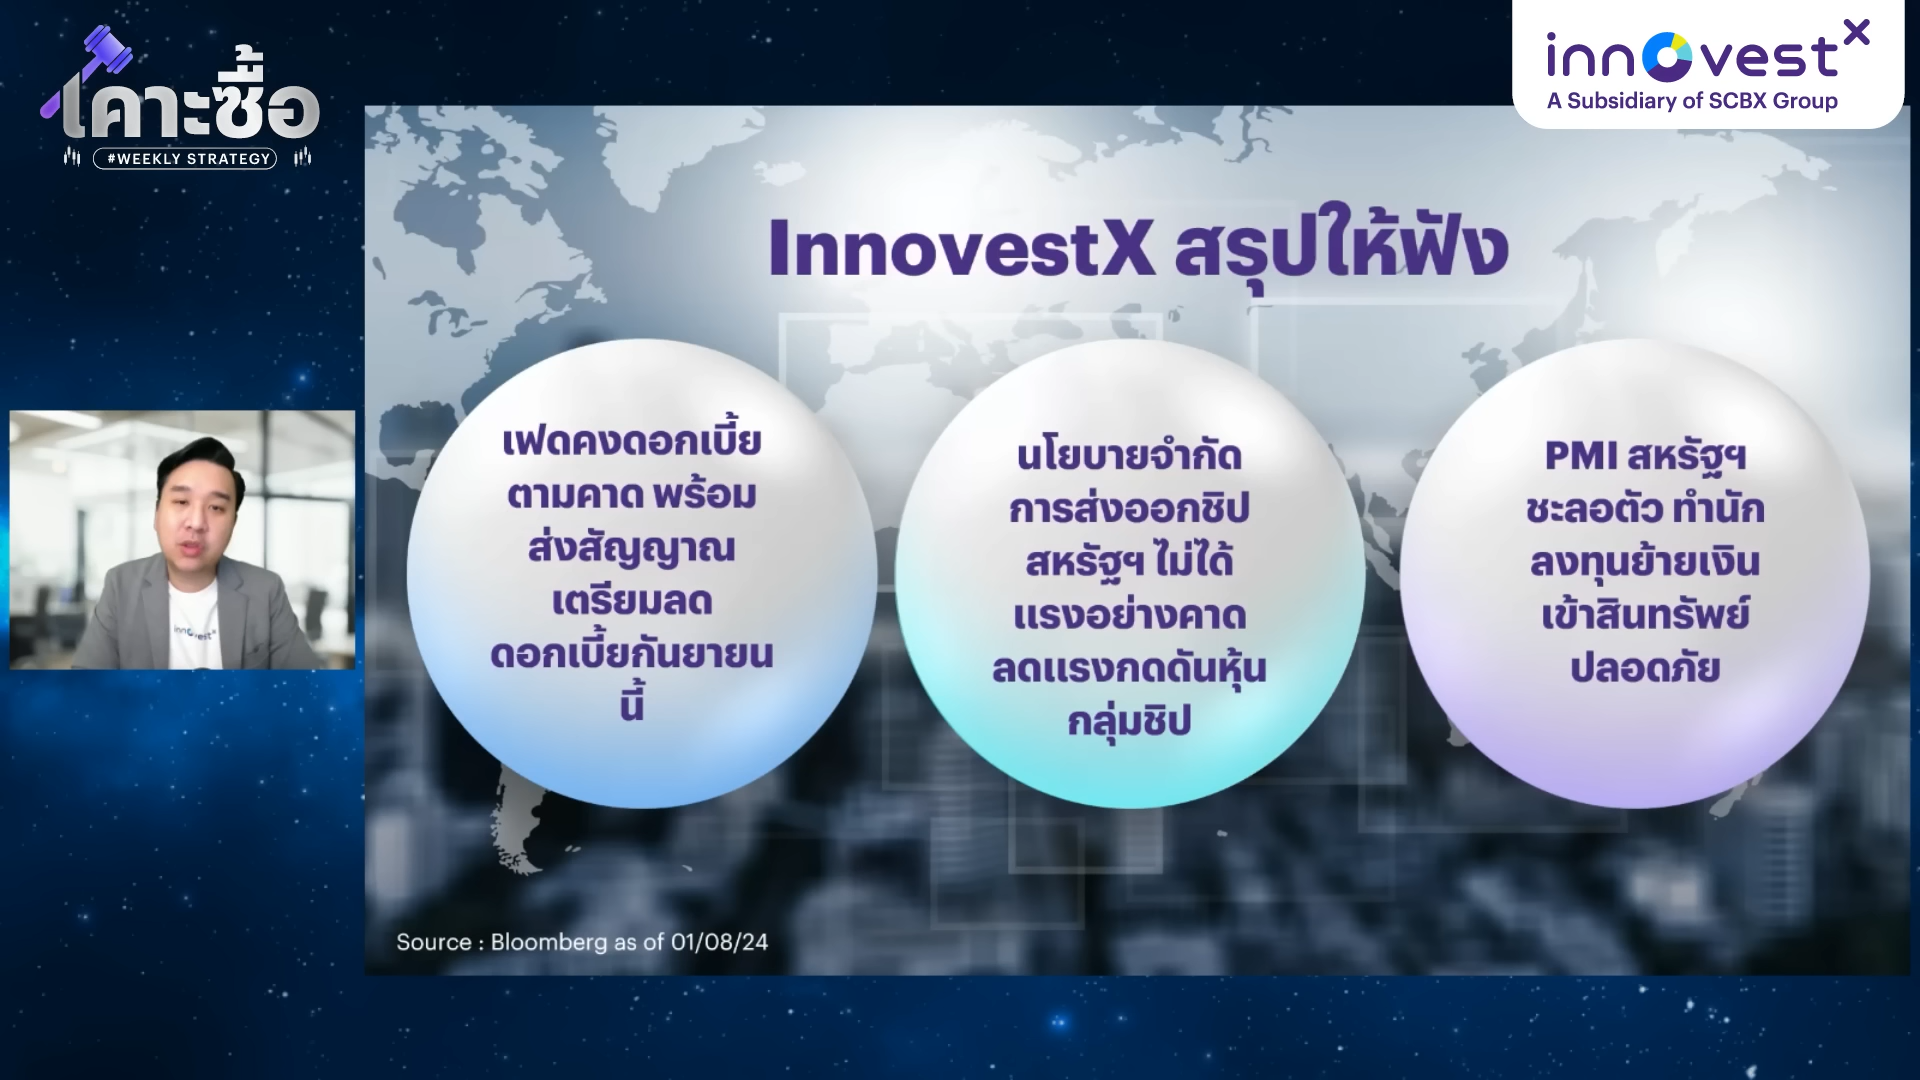 เคาะซื้อ
#WEEKLY STRATEGY
innovestx
A Subsidiary of SCBX Group
InnovestX สรุปให้ฟัง
เฟดคงดอกเบี้ย
ตามคาด พร้อม
ส่งสัญญาณ
เตรียมลด
ดอกเบี้ยกันยายน
นี้
นโยบายจำกัด
การส่งออกชิป
สหรัฐฯ ไม่ได้
แรงอย่างคาด
ลดแรงกดดันหุ้น
กลุ่มชิป
PMI สหรัฐฯ
ชะลอตัว ทำนัก
ลงทุนย้ายเงิน
เข้าสินทรัพย์
ปลอดภัย
innovestx
Source : Bloomberg as of 01/08/24